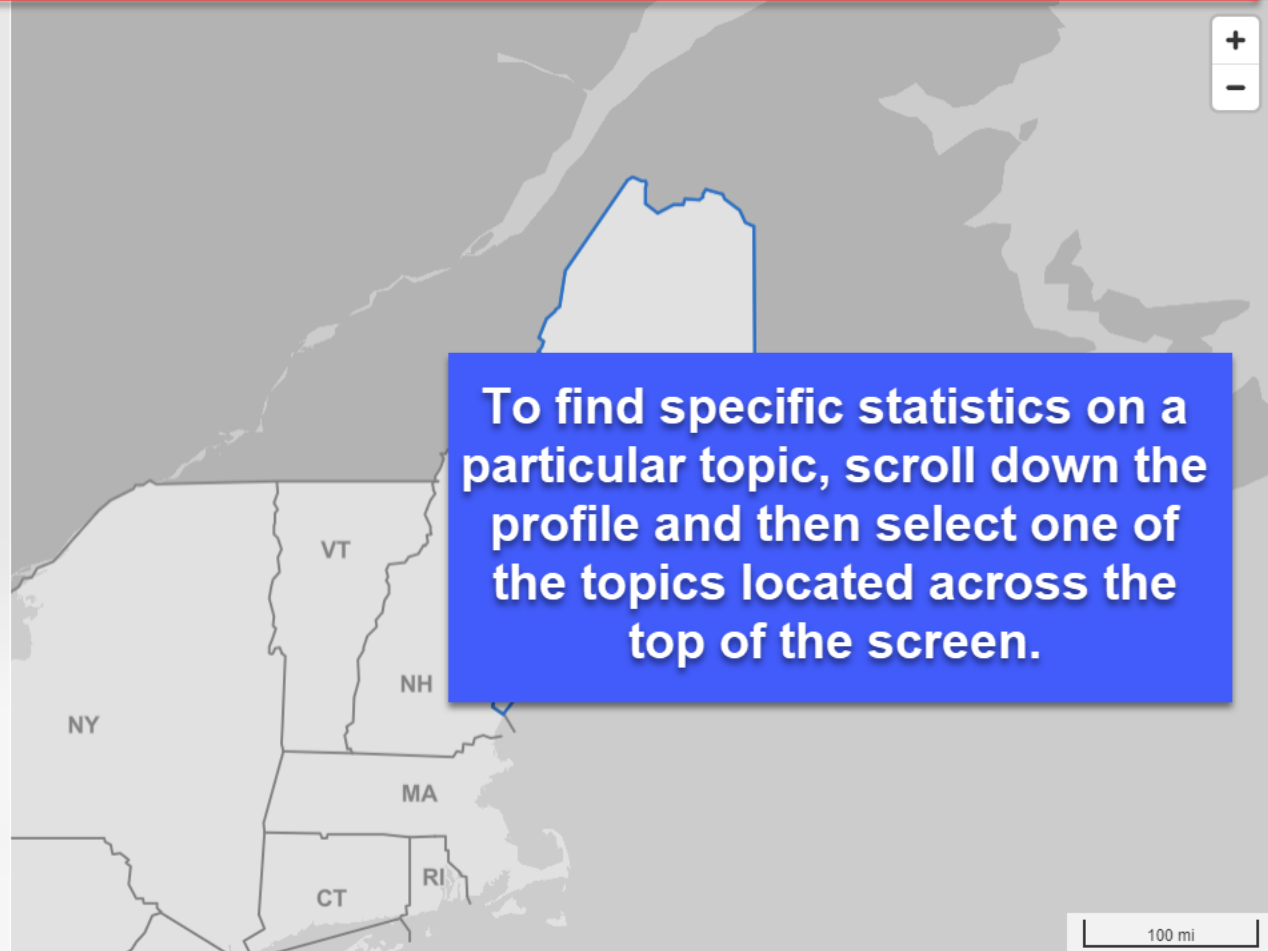 +
−
To find specific statistics on a
particular topic, scroll down the
profile and then select one of
the topics located across the
top of the screen.
VT
NH
NY
MA
RI
CT
100 mi